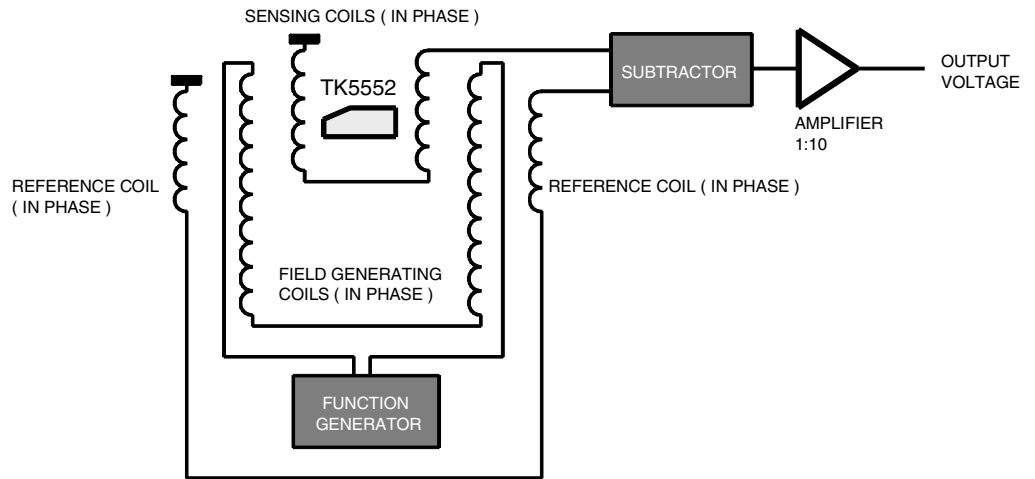 SENSING COILS ( IN PHASE )
TK5552
SUBTRACTOR
OUTPUT
VOLTAGE
AMPLIFIER
1:10
REFERENCE COIL
( IN PHASE )
REFERENCE COIL ( IN PHASE )
FIELD GENERATING
COILS ( IN PHASE )
FUNCTION
GENERATOR